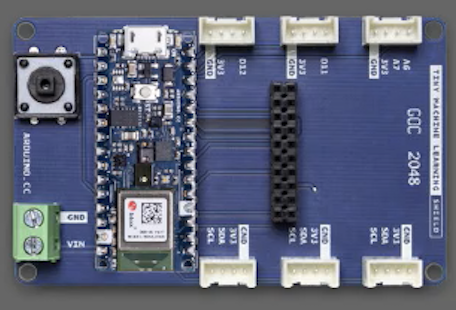 GND
3V3
D12
GND
3V3
D11
GND
3V3
A7
A6
TINY MACHINE LEARNING
SHIELD
GOC 2048
ARDUINO.CC
GND
VIN
SCL
SDA
3V3
GND
SCL
SDA
3V3
GND
SCL
SDA
3V3
GND